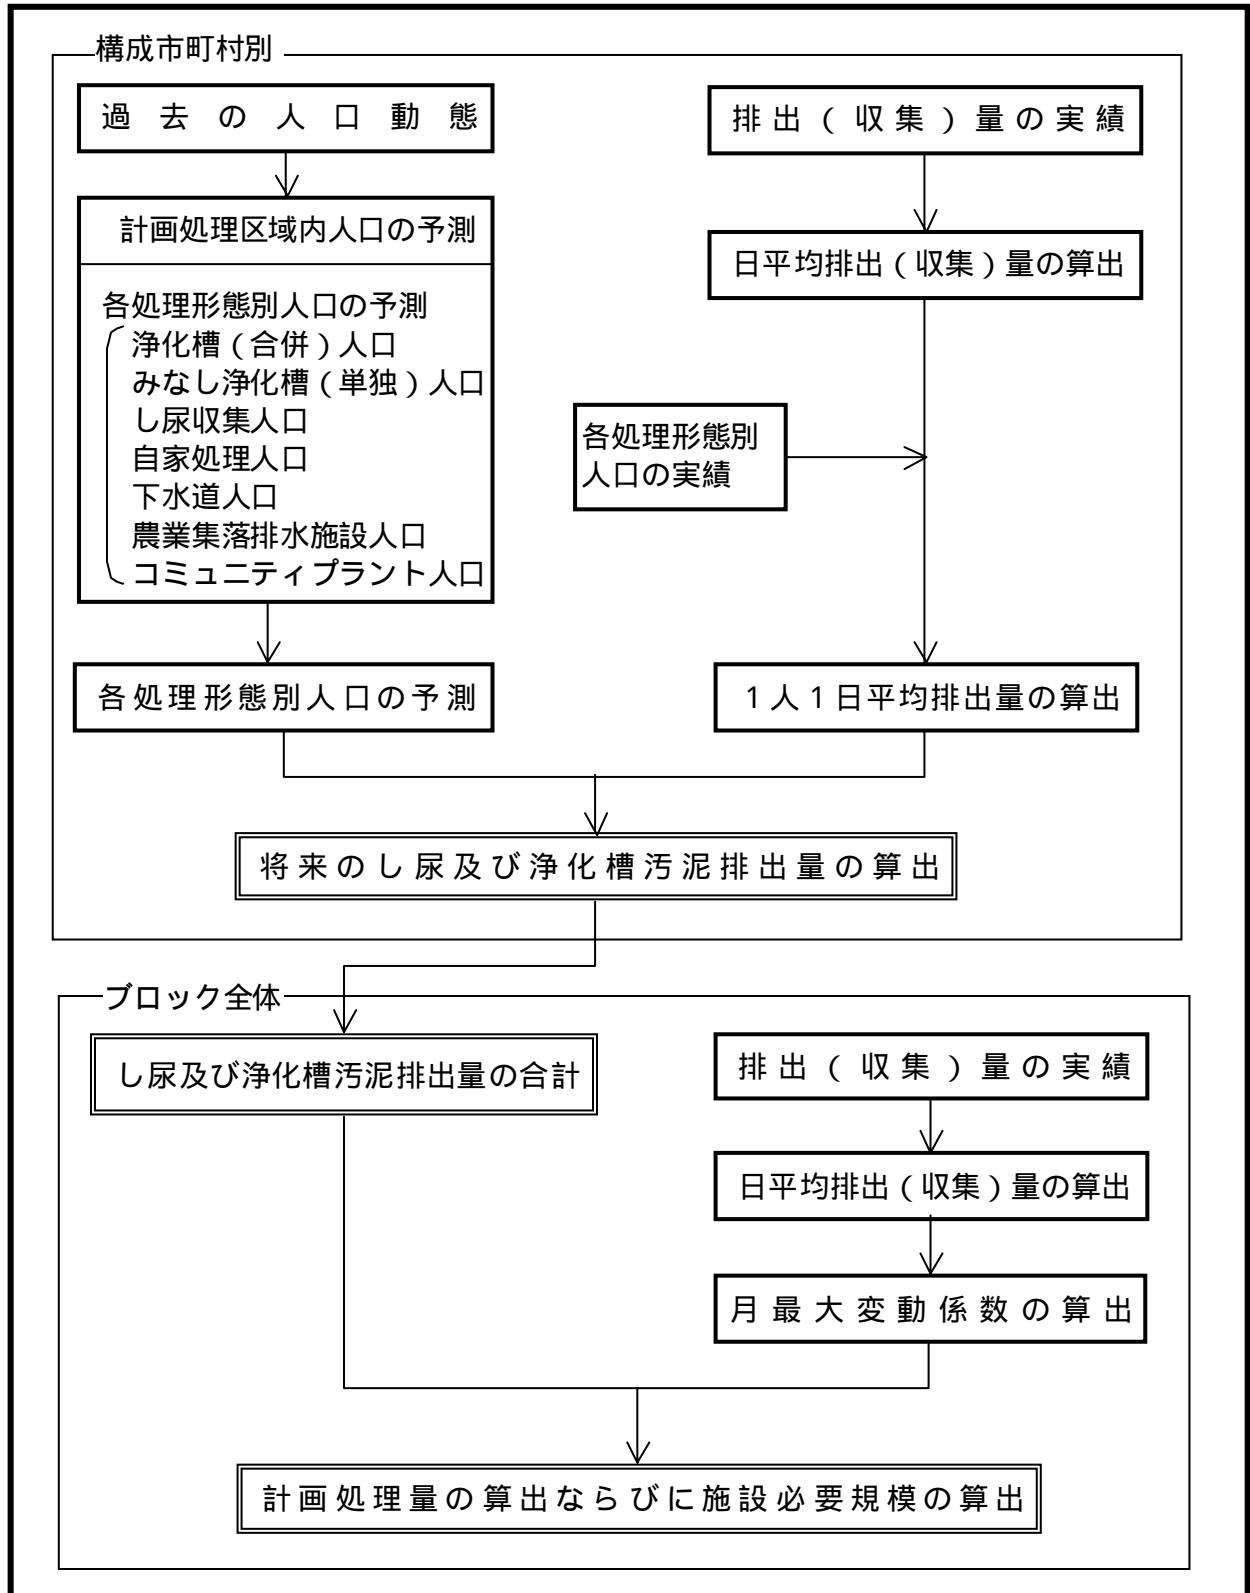 構成市町村別
過去の人口動態
計画処理区域内人口の予測
各処理形態別人口の予測
浄化槽(合併)人口
みなし浄化槽(単独)人口
し尿収集人口
自家処理人口
下水道人口
農業集落排水施設人口
コミュニティプラント人口
各処理形態別人口の予測
排出(収集)量の実績
日平均排出(収集)量の算出
各処理形態別
人口の実績
1人1日平均排出量の算出
将来のし尿及び浄化槽汚泥排出量の算出
ブロック全体
し尿及び浄化槽汚泥排出量の合計
排出(収集)量の実績
日平均排出(収集)量の算出
月最大変動係数の算出
計画処理量の算出ならびに施設必要規模の算出